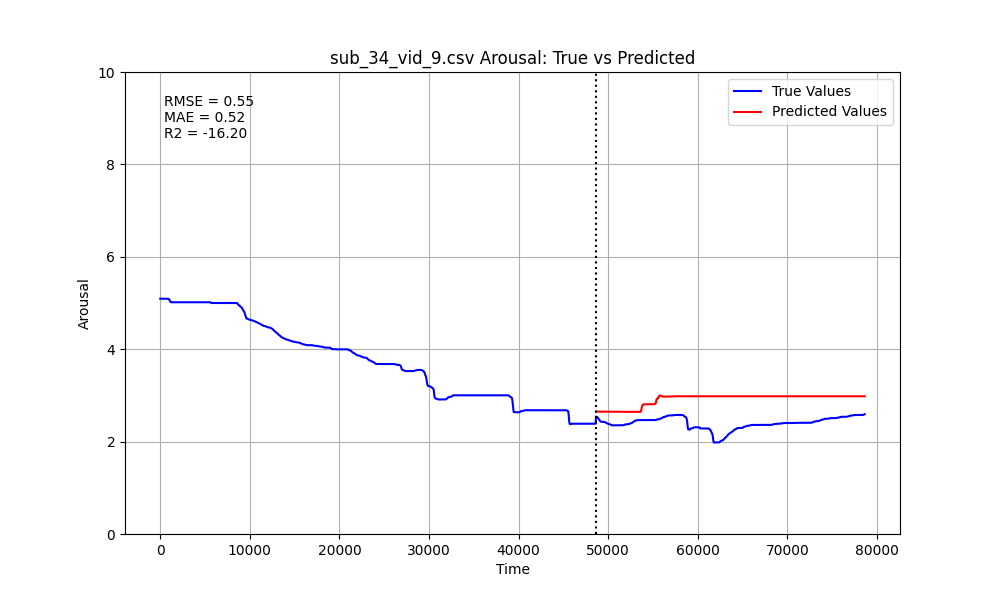 sub_34_vid_9.csv Arousal: True vs Predicted
RMSE = 0.55
MAE = 0.52
R2 = -16.20
True Values
Predicted Values
Arousal
10
8
6
4
2
0
0 10000 20000 30000 40000 50000 60000 70000 80000
Time